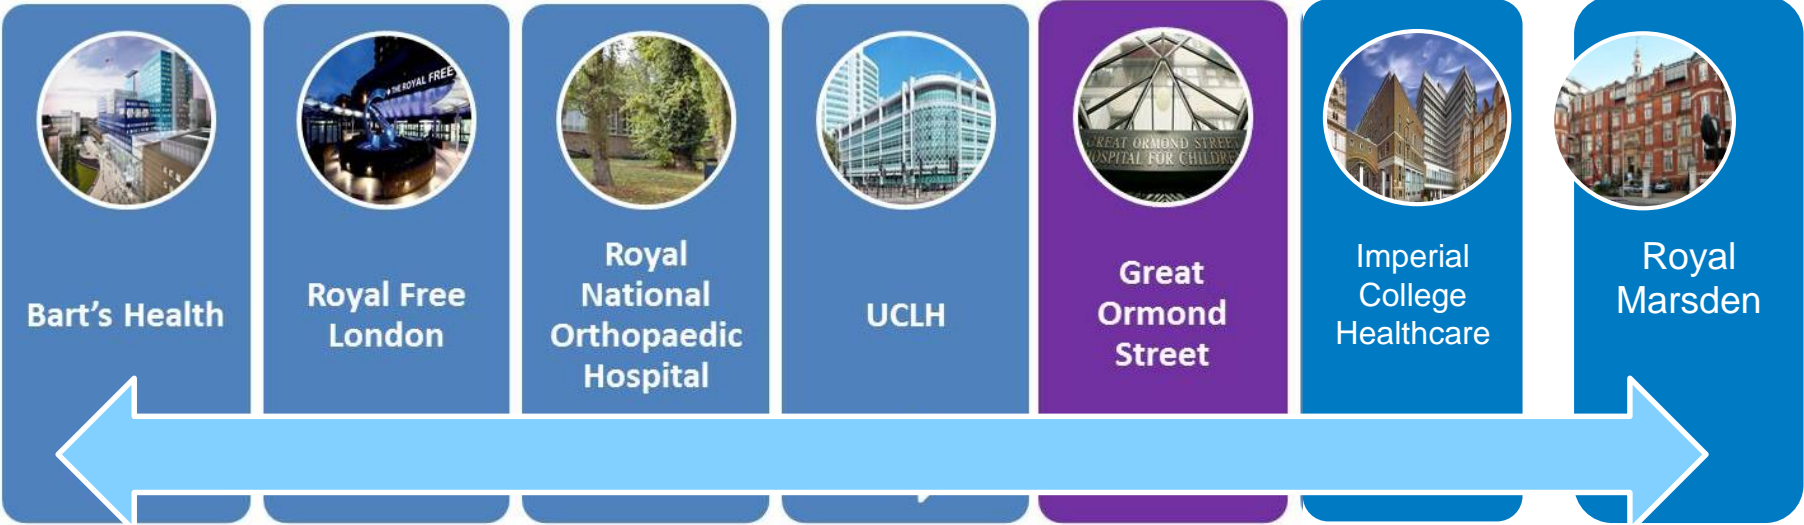 THE ROYAL FREE
GREAT ORMOND STREET
HOSPITAL FOR CHILDREN
Bart's Health
Royal Free
London
Royal
National
Orthopaedic
Hospital
UCLH
Great
Ormond
Street
Imperial
College
Healthcare
Royal
Marsden